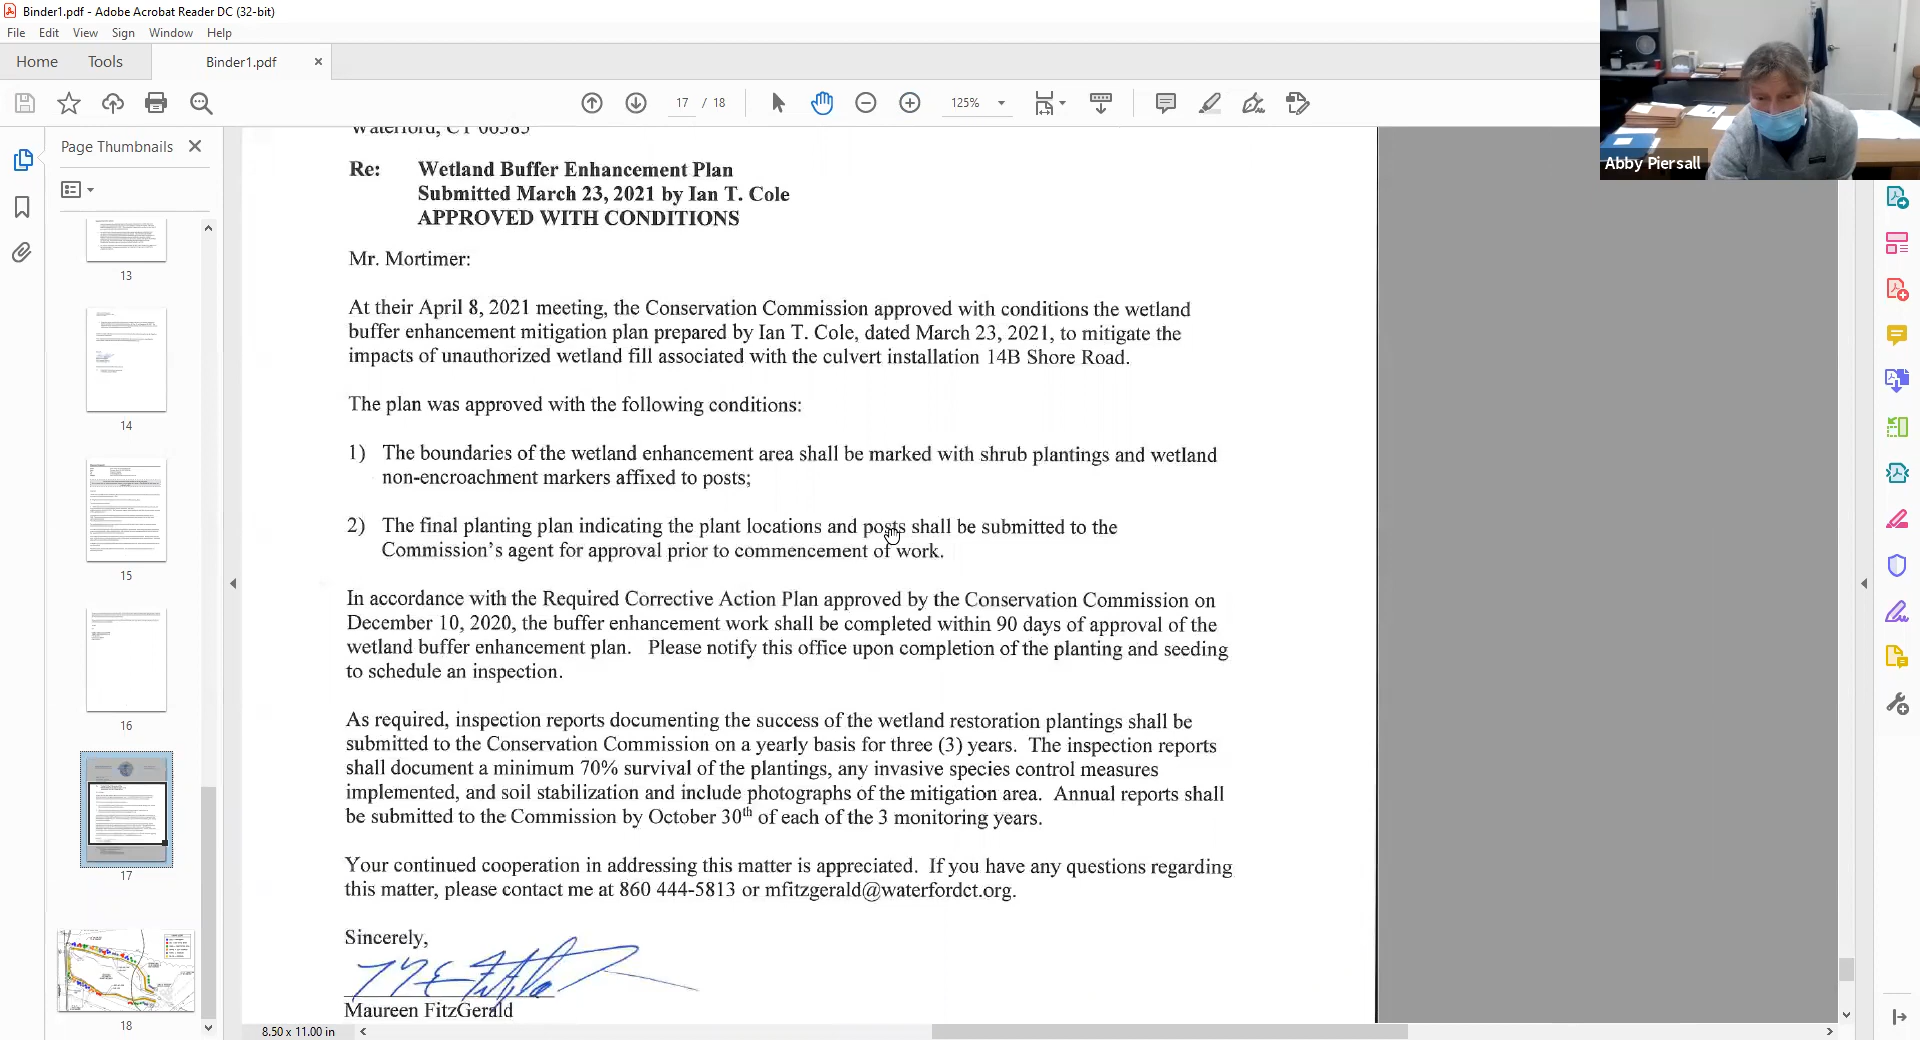 Binder1.pdf - Adobe Acrobat Reader DC (32-bit)
File Edit View Sign Window Help
Home Tools Binder1.pdf
17 / 18 125%
Abby Piersall
Page Thumbnails
13
14
15
16
17
18
Waterford, CT 06385
Re: Wetland Buffer Enhancement Plan
Submitted March 23, 2021 by Ian T. Cole
APPROVED WITH CONDITIONS
Mr. Mortimer:
At their April 8, 2021 meeting, the Conservation Commission approved with conditions the wetland
buffer enhancement mitigation plan prepared by Ian T. Cole, dated March 23, 2021, to mitigate the
impacts of unauthorized wetland fill associated with the culvert installation 14B Shore Road.
The plan was approved with the following conditions:
1) The boundaries of the wetland enhancement area shall be marked with shrub plantings and wetland
non-encroachment markers affixed to posts;
2) The final planting plan indicating the plant locations and posts shall be submitted to the
Commission's agent for approval prior to commencement of work.
In accordance with the Required Corrective Action Plan approved by the Conservation Commission on
December 10, 2020, the buffer enhancement work shall be completed within 90 days of approval of the
wetland buffer enhancement plan. Please notify this office upon completion of the planting and seeding
to schedule an inspection.
As required, inspection reports documenting the success of the wetland restoration plantings shall be
submitted to the Conservation Commission on a yearly basis for three (3) years. The inspection reports
shall document a minimum 70% survival of the plantings, any invasive species control measures
implemented, and soil stabilization and include photographs of the mitigation area. Annual reports shall
be submitted to the Commission by October 30th of each of the 3 monitoring years.
Your continued cooperation in addressing this matter is appreciated. If you have any questions regarding
this matter, please contact me at 860 444-5813 or mfitzgerald@waterfordct.org.
Sincerely,
Maureen FitzGerald
8.50 x 11.00 in